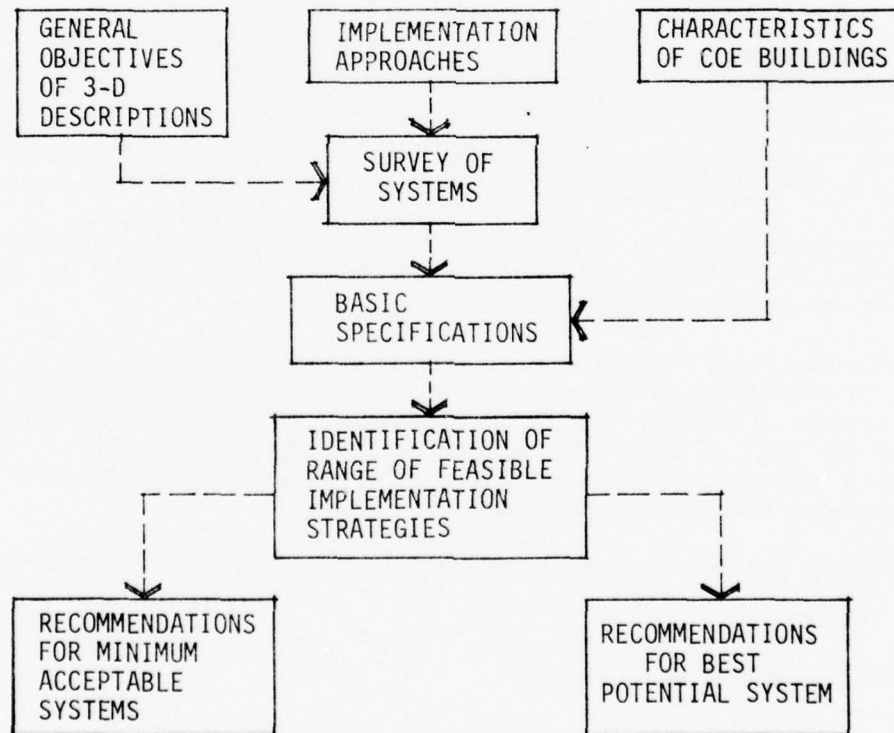 GENERAL
OBJECTIVES
OF 3-D
DESCRIPTIONS
IMPLEMENTATION
APPROACHES
CHARACTERISTICS
OF COE BUILDINGS
SURVEY OF
SYSTEMS
BASIC
SPECIFICATIONS
IDENTIFICATION OF
RANGE OF FEASIBLE
IMPLEMENTATION
STRATEGIES
RECOMMENDATIONS
FOR MINIMUM
ACCEPTABLE
SYSTEMS
RECOMMENDATIONS
FOR BEST
POTENTIAL SYSTEM